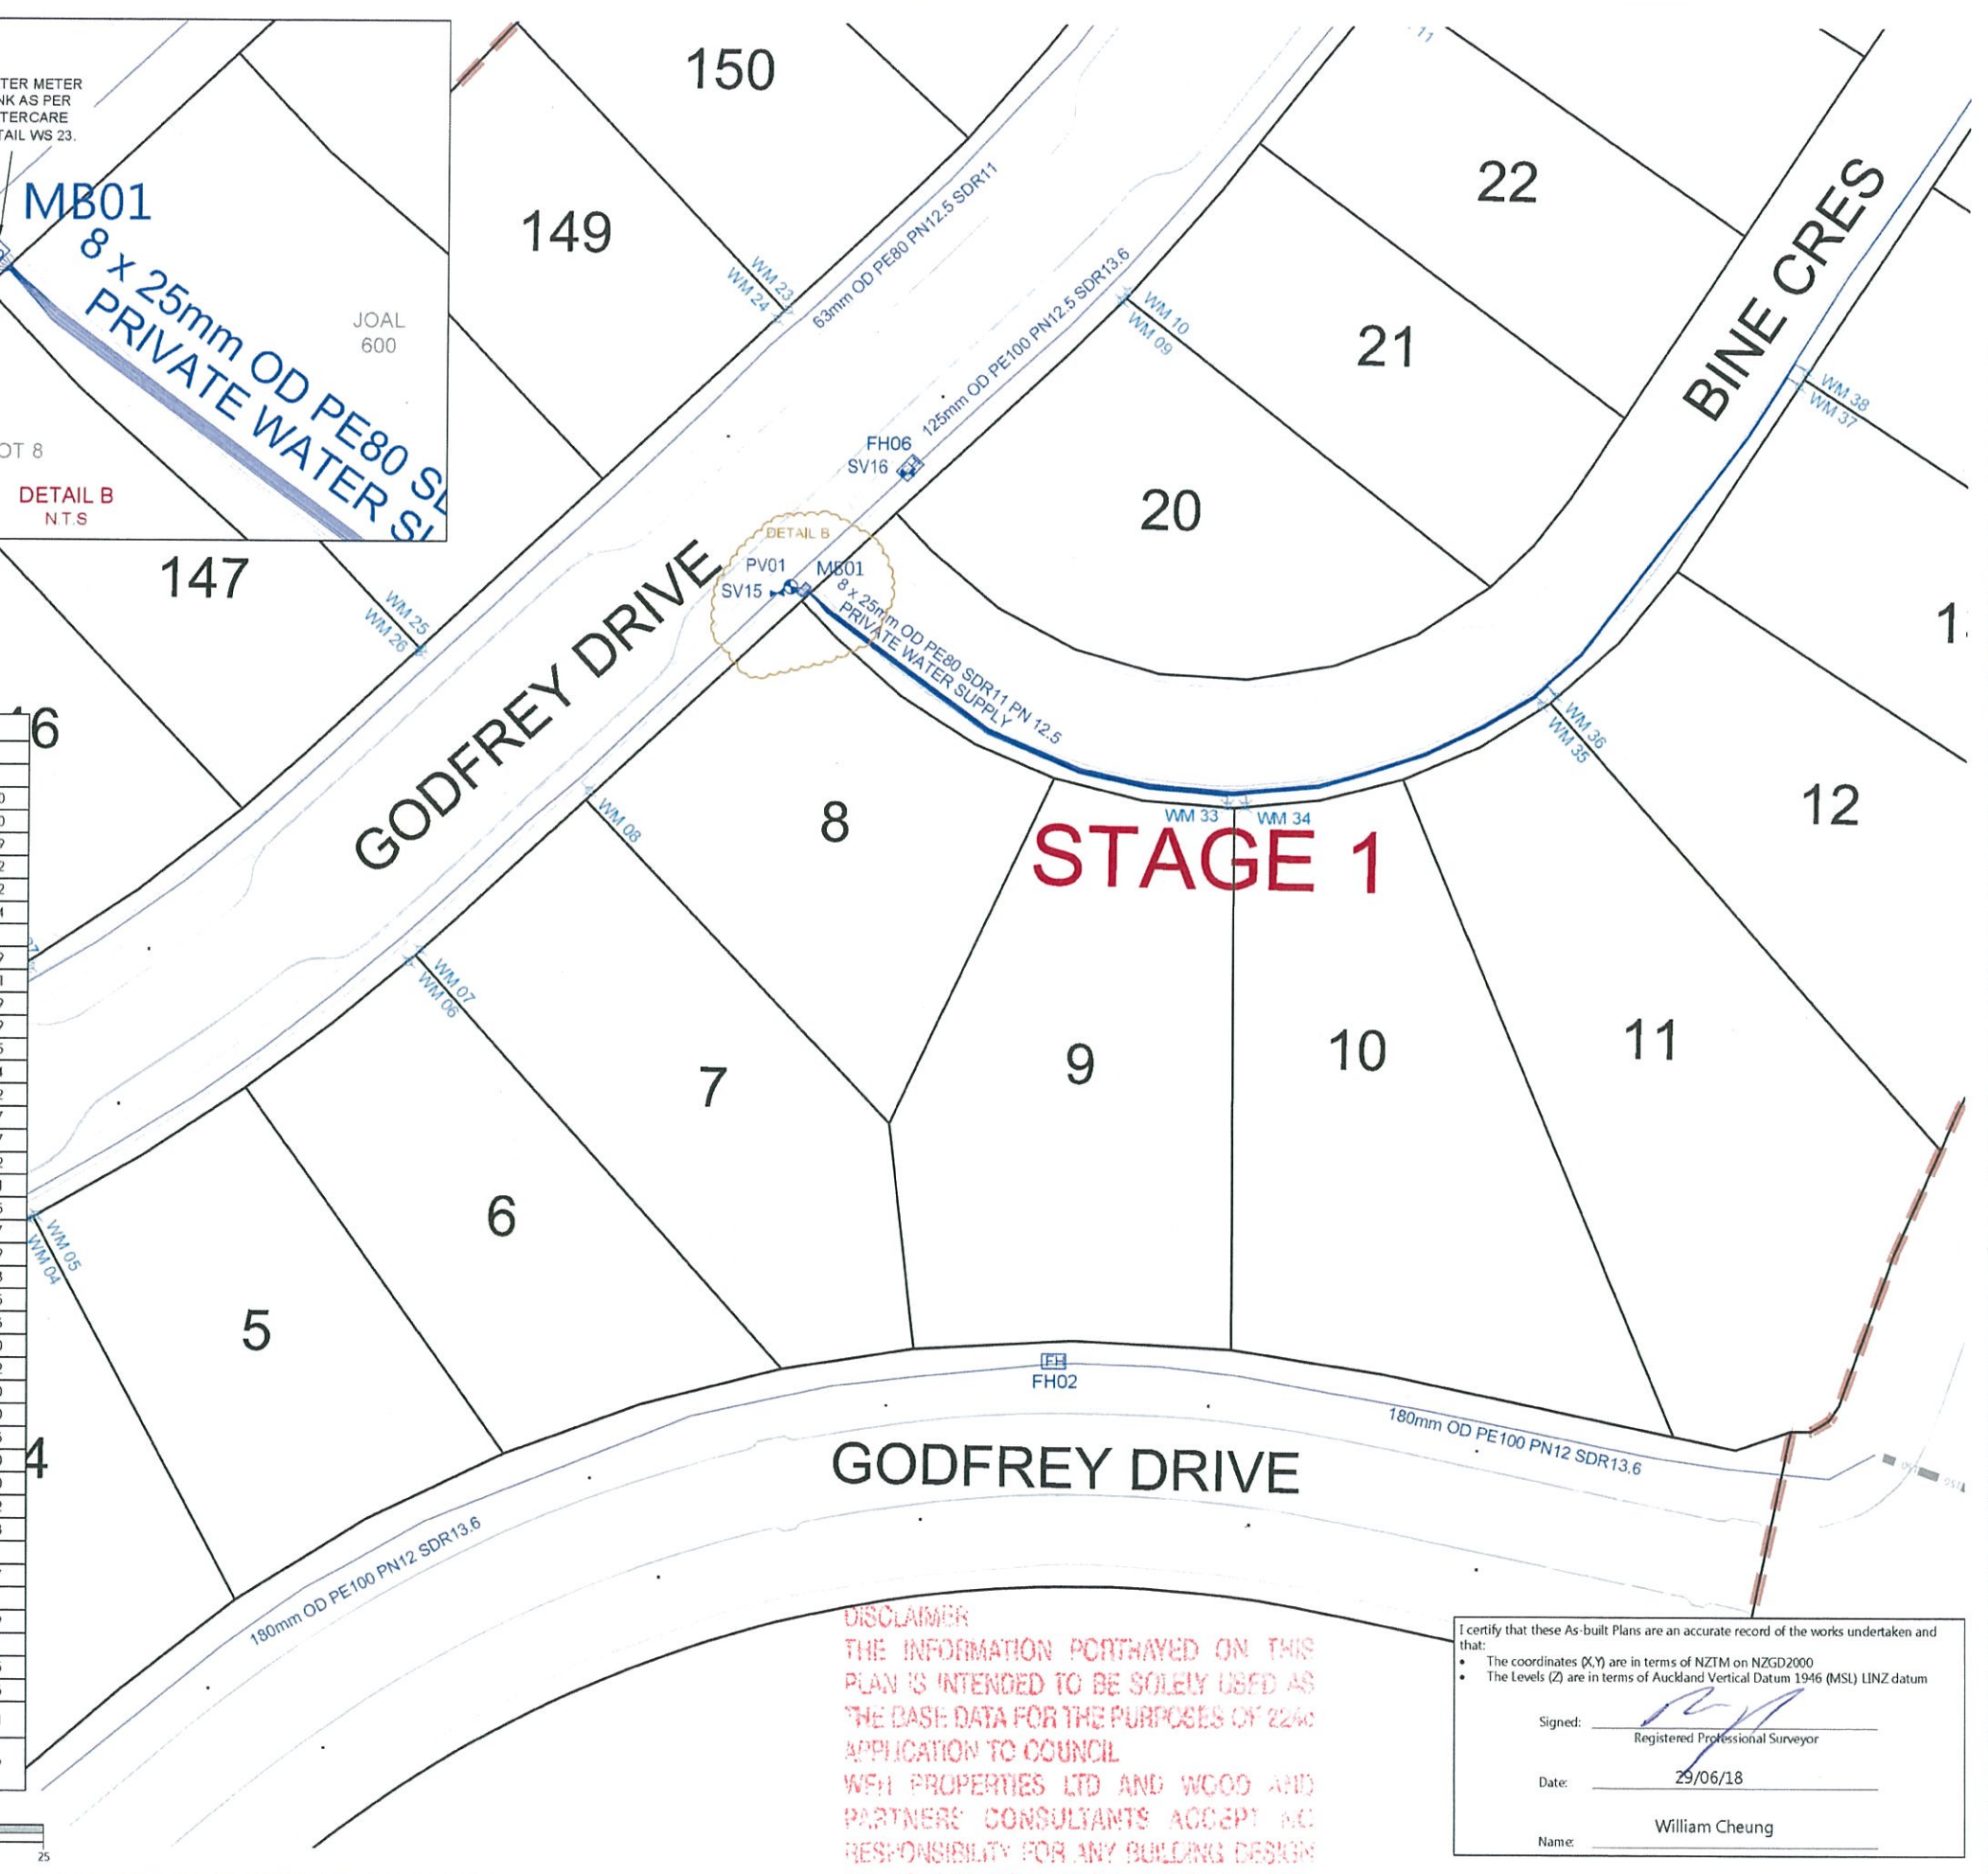 TER METER
NK AS PER
TERCARE
TAIL WS 23.
MB01
8 x 25mm OD PE80
PRIVATE WATER
JOAL
600
OT 8
DETAIL B
N.T.S
150
149
147
22
21
20
BINE CRES
WM 23
WM 24
63mm OD PE80 PN12.5 SDR11
125mm OD PE100 PN12.5 SDR13.6
WM 10
WM 09
WM 38
WM 37
FH06
SV16
DETAIL B
PV01
MB01
SV15
8 x 25mm OD PE80 SDR11 PN 12.5
PRIVATE WATER SUPPLY
WM 25
WM 26
GODFREY DRIVE
WM 36
WM 35
WM 08
8
WM 33
WM 34
STAGE 1
12
WM 07
WM 06
7
9
10
11
WM 05
WM 04
5
6
4
FH
FH02
180mm OD PE100 PN12 SDR13.6
GODFREY DRIVE
180mm OD PE100 PN12 SDR13.6
DISCLAIMER
THE INFORMATION PORTRAYED ON THIS
PLAN IS INTENDED TO BE SOLELY USED AS
THE BASE DATA FOR THE PURPOSES OF 224c
APPLICATION TO COUNCIL
WFH PROPERTIES LTD AND WOOD AND
PARTNERS CONSULTANTS ACCEPT NO
RESPONSIBILITY FOR ANY BUILDING DESIGN
I certify that these As-built Plans are an accurate record of the works undertaken and
that:
• The coordinates (X,Y) are in terms of NZTM on NZGD2000
• The Levels (Z) are in terms of Auckland Vertical Datum 1946 (MSL) LINZ datum
Signed:
Registered Professional Surveyor
Date: 29/06/18
Name: William Cheung
25